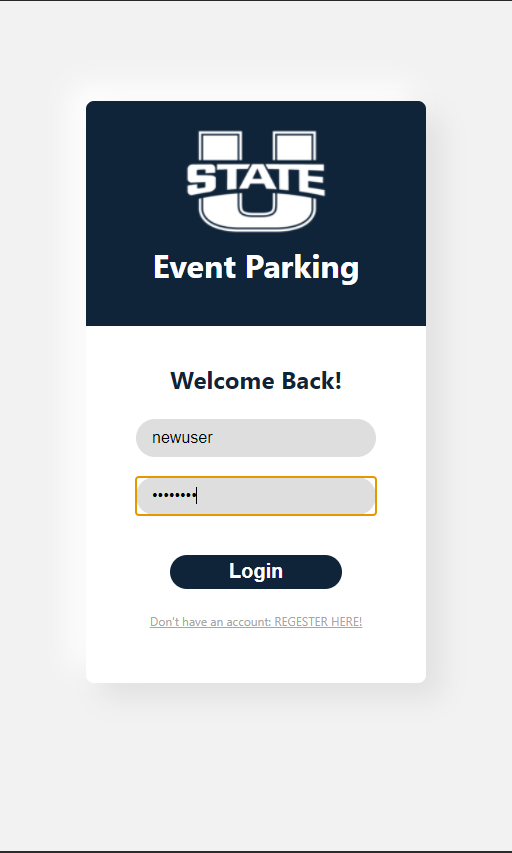 STATE
U
Event Parking
Welcome Back!
newuser
••••••••
Login
Don't have an account: REGESTER HERE!